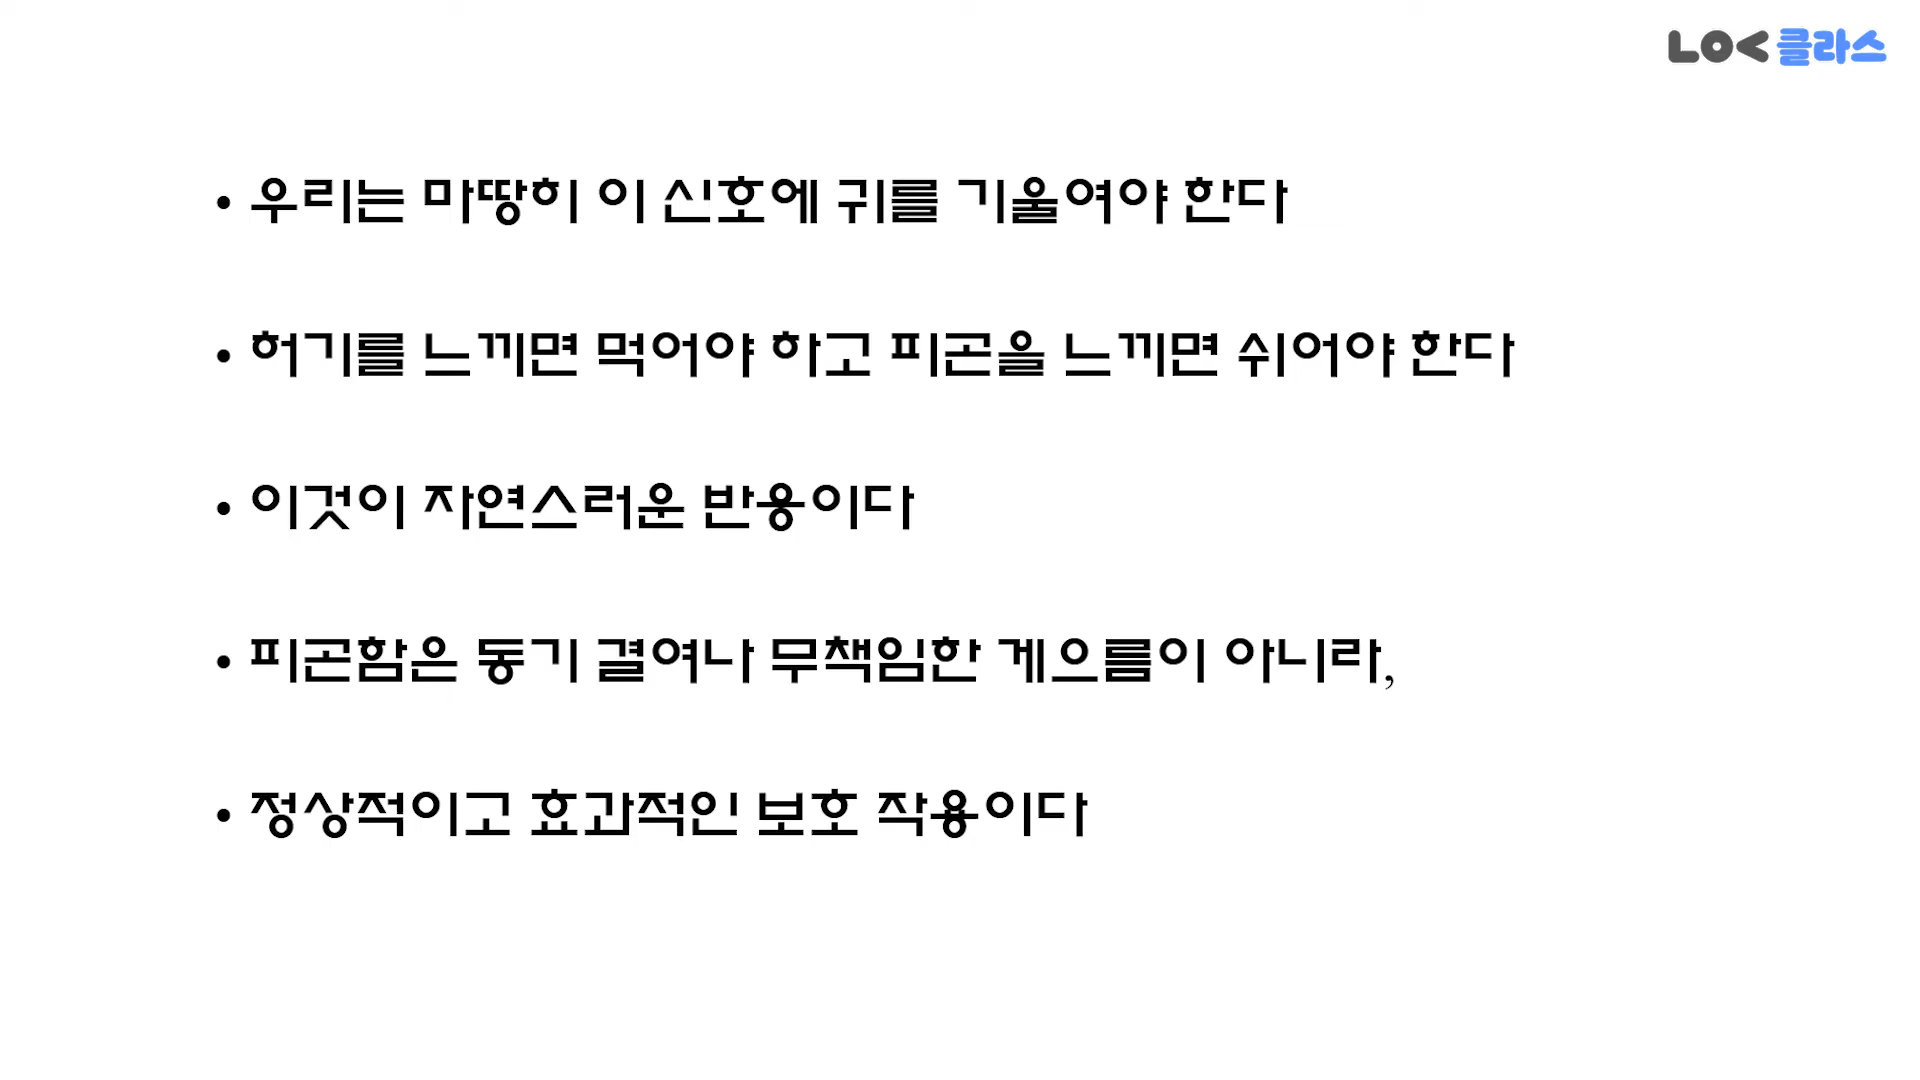 ㄴㅇ< 클라스
• 우리는 마땅히 이 신호에 귀를 기울여야 한다
• 허기를 느끼면 먹어야 하고 피곤을 느끼면 쉬어야 한다
• 이것이 자연스러운 반응이다
• 피곤함은 동기 결여나 무책임한 게으름이 아니라,
• 정상적이고 효과적인 보호 작용이다